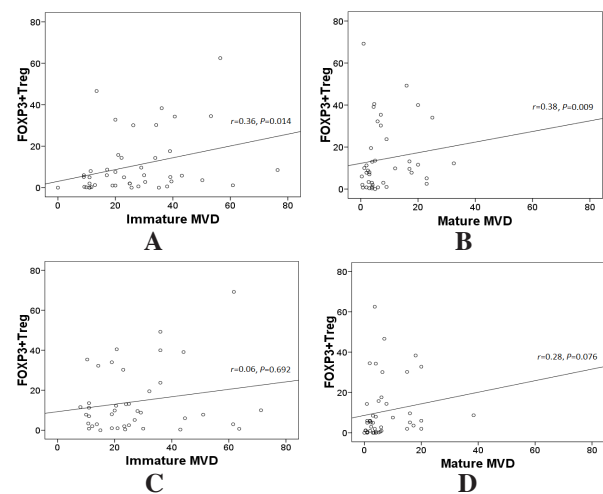 80
60
40
20
0
FOXP3+Treg
r=0.36, P=0.014
0 20 40 60 80
Immature MVD
A
80
60
40
20
0
FOXP3+Treg
r=0.38, P=0.009
0 20 40 60 80
Mature MVD
B
80
60
40
20
0
FOXP3+Treg
r=0.06, P=0.692
0 20 40 60 80
Immature MVD
C
80
60
40
20
0
FOXP3+Treg
r=0.28, P=0.076
0 20 40 60 80
Mature MVD
D